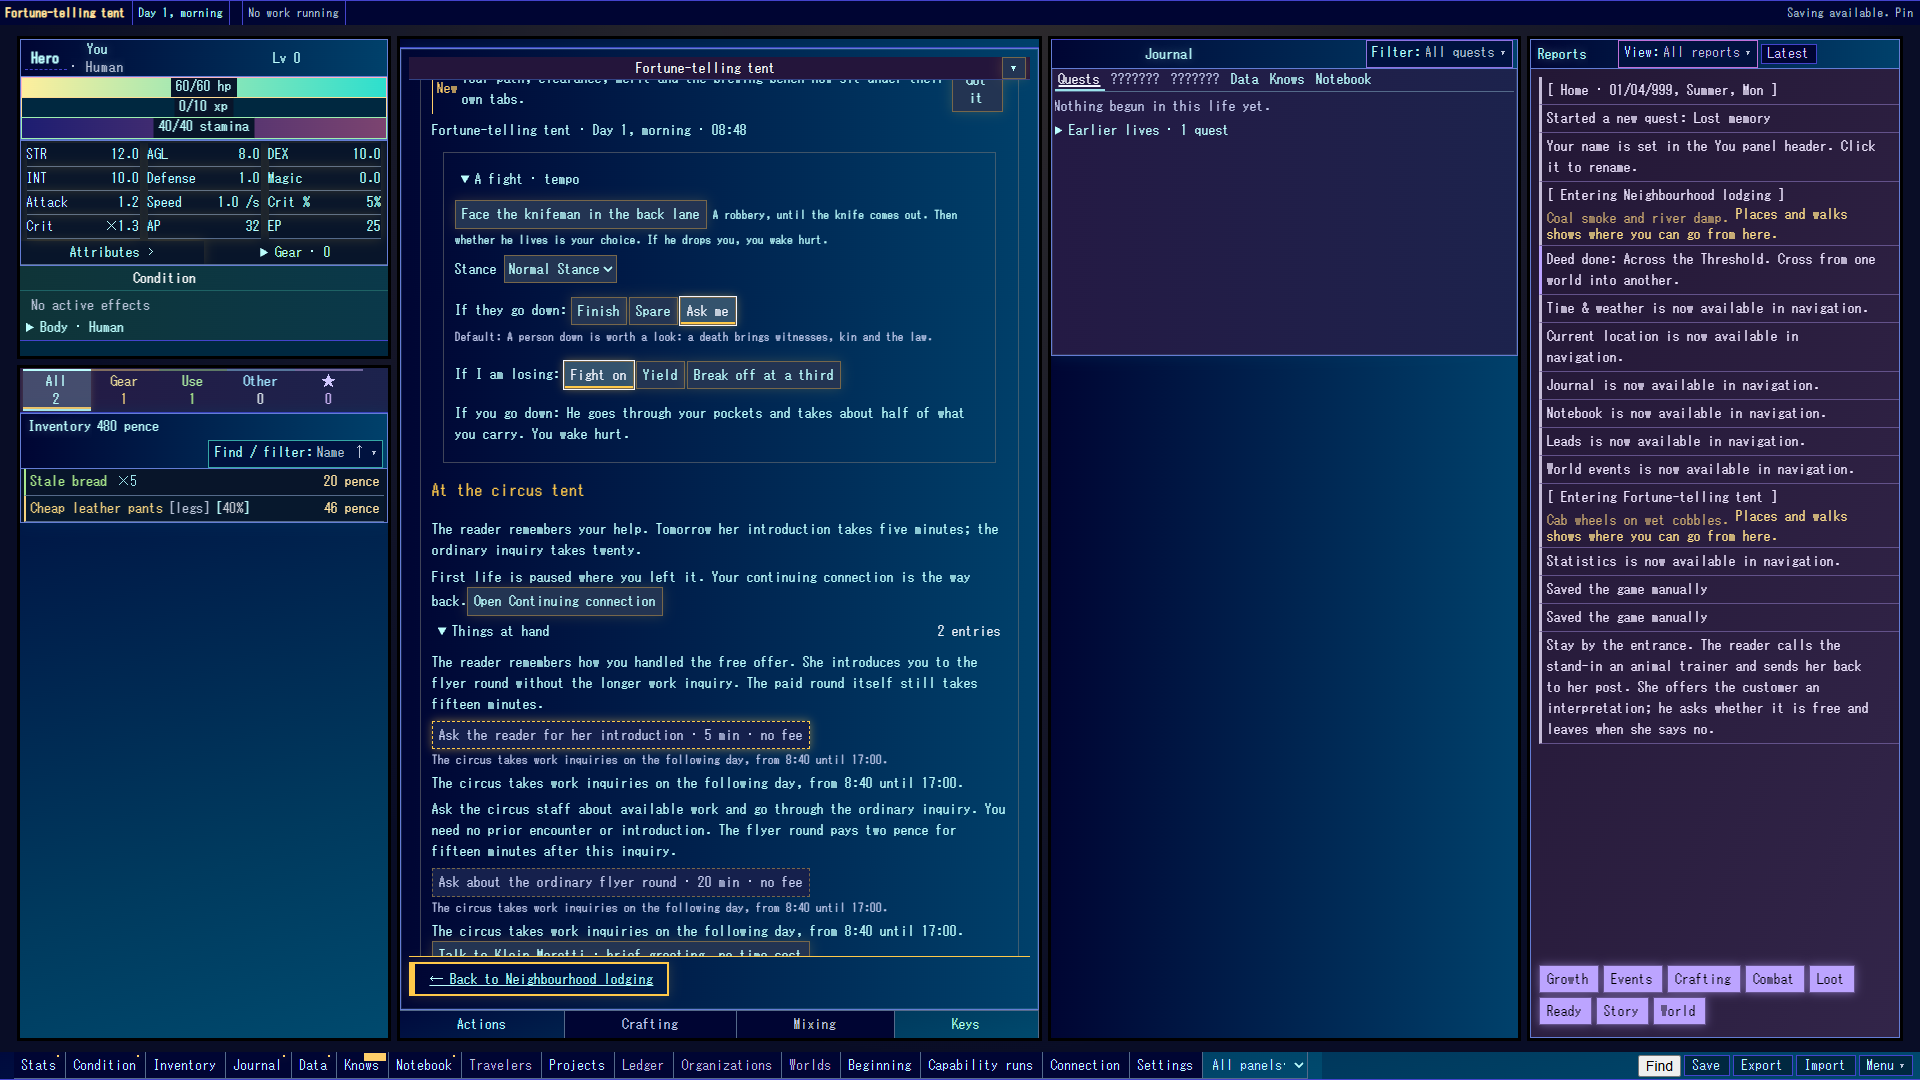 Fortune-telling tent
Day 1, morning
No work running
Saving available. Pin
Hero
You
Human
Lv 0
60/60 hp
0/10 xp
40/40 stamina
STR 12.0 AGL 8.0 DEX 10.0
INT 10.0 Defense 1.0 Magic 0.0
Attack 1.2 Speed 1.0 /s Crit % 5%
Crit ×1.3 AP 32 EP 25
Attributes >
▶ Gear · 0
Condition
No active effects
▶ Body · Human
All Gear Use Other ★
2 1 1 0 0
Inventory 480 pence
Find / filter: Name ↑ ▾
Stale bread ×5 20 pence
Cheap leather pants [legs] [40%] 46 pence
Fortune-telling tent
New
own tabs.
it
Fortune-telling tent · Day 1, morning · 08:48
▼ A fight · tempo
Face the knifeman in the back lane A robbery, until the knife comes out. Then
whether he lives is your choice. If he drops you, you wake hurt.
Stance Normal Stance
If they go down: Finish Spare Ask me
Default: A person down is worth a look: a death brings witnesses, kin and the law.
If I am losing: Fight on Yield Break off at a third
If you go down: He goes through your pockets and takes about half of what
you carry. You wake hurt.
At the circus tent
The reader remembers your help. Tomorrow her introduction takes five minutes; the
ordinary inquiry takes twenty.
First life is paused where you left it. Your continuing connection is the way
back. Open Continuing connection
▼ Things at hand 2 entries
The reader remembers how you handled the free offer. She introduces you to the
flyer round without the longer work inquiry. The paid round itself still takes
fifteen minutes.
Ask the reader for her introduction · 5 min · no fee
The circus takes work inquiries on the following day, from 8:40 until 17:00.
The circus takes work inquiries on the following day, from 8:40 until 17:00.
Ask the circus staff about available work and go through the ordinary inquiry. You
need no prior encounter or introduction. The flyer round pays two pence for
fifteen minutes after this inquiry.
Ask about the ordinary flyer round · 20 min · no fee
The circus takes work inquiries on the following day, from 8:40 until 17:00.
The circus takes work inquiries on the following day, from 8:40 until 17:00.
Talk to Klein Moretti · brief greeting, no time cost
← Back to Neighbourhood lodging
Actions Crafting Mixing Keys
Journal
Filter: All quests ▾
Quests ??????? ??????? Data Knows Notebook
Nothing begun in this life yet.
▶ Earlier lives · 1 quest
Reports
View: All reports ▾
Latest
[ Home · 01/04/999, Summer, Mon ]
Started a new quest: Lost memory
Your name is set in the You panel header. Click
it to rename.
[ Entering Neighbourhood lodging ]
Coal smoke and river damp. Places and walks
shows where you can go from here.
Deed done: Across the Threshold. Cross from one
world into another.
Time & weather is now available in navigation.
Current location is now available in
navigation.
Journal is now available in navigation.
Notebook is now available in navigation.
Leads is now available in navigation.
World events is now available in navigation.
[ Entering Fortune-telling tent ]
Cab wheels on wet cobbles. Places and walks
shows where you can go from here.
Statistics is now available in navigation.
Saved the game manually
Saved the game manually
Stay by the entrance. The reader calls the
stand-in an animal trainer and sends her back
to her post. She offers the customer an
interpretation; he asks whether it is free and
leaves when she says no.
Growth Events Crafting Combat Loot
Ready Story World
Stats Condition Inventory Journal Data Knows Notebook Travelers Projects Ledger Organizations Worlds Beginning Capability runs Connection Settings All panels
Find Save Export Import Menu ▾